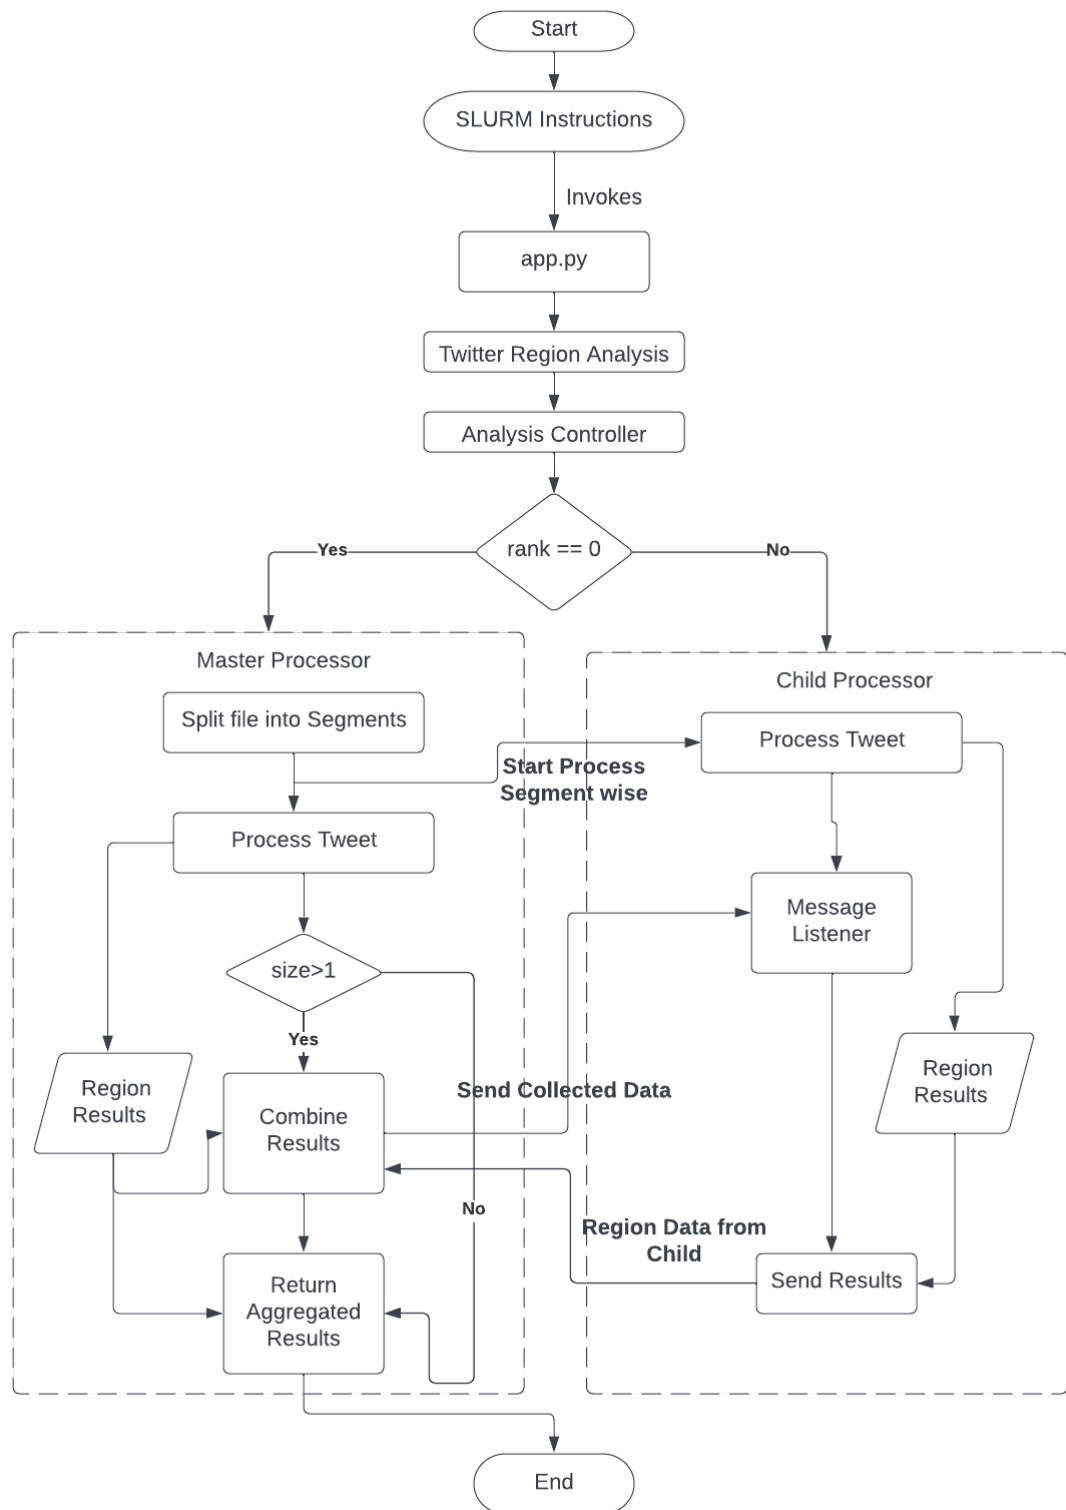 Start
SLURM Instructions
Invokes
app.py
Twitter Region Analysis
Analysis Controller
rank == 0
Yes
No
Master Processor
Split file into Segments
Process Tweet
size>1
Yes
No
Region
Results
Combine
Results
Return
Aggregated
Results
Start Process
Segment wise
Send Collected Data
Region Data from
Child
Child Processor
Process Tweet
Message
Listener
Region
Results
Send Results
End